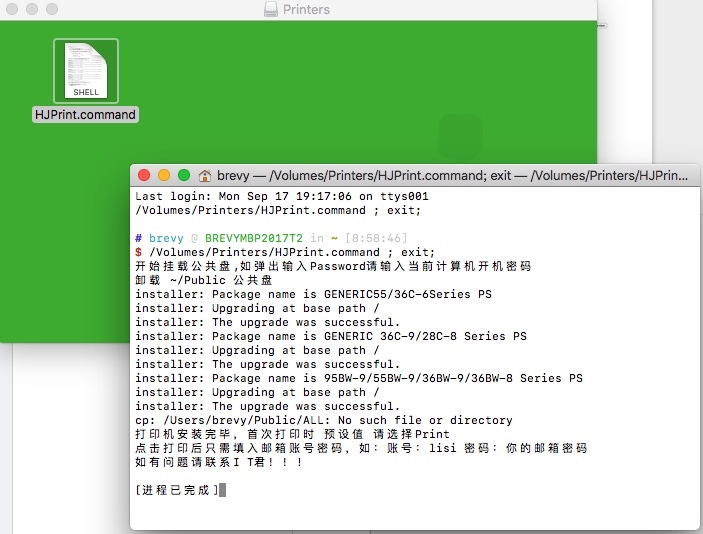 Printers
SHELL
HJPrint.command
brevy — /Volumes/Printers/HJPrint.command; exit — /Volumes/Printers/HJPrin...
Last login: Mon Sep 17 19:17:06 on ttys001
/Volumes/Printers/HJPrint.command ; exit;
# brevy @ BREVYMBP2017T2 in ~ [8:58:46]
$ /Volumes/Printers/HJPrint.command ; exit;
开始挂载公共盘,如弹出输入Password请输入当前计算机开机密码
卸载 ~/Public 公共盘
installer: Package name is GENERIC55/36C-6Series PS
installer: Upgrading at base path /
installer: The upgrade was successful.
installer: Package name is GENERIC 36C-9/28C-8 Series PS
installer: Upgrading at base path /
installer: The upgrade was successful.
installer: Package name is 95BW-9/55BW-9/36BW-9/36BW-8 Series PS
installer: Upgrading at base path /
installer: The upgrade was successful.
cp: /Users/brevy/Public/ALL: No such file or directory
打印机安装完毕, 首次打印时 预设值 请选择Print
点击打印后只需填入邮箱账号密码, 如: 账号: lisi 密码: 你的邮箱密码
如有问题请联系I T君!!!
[进程已完成]